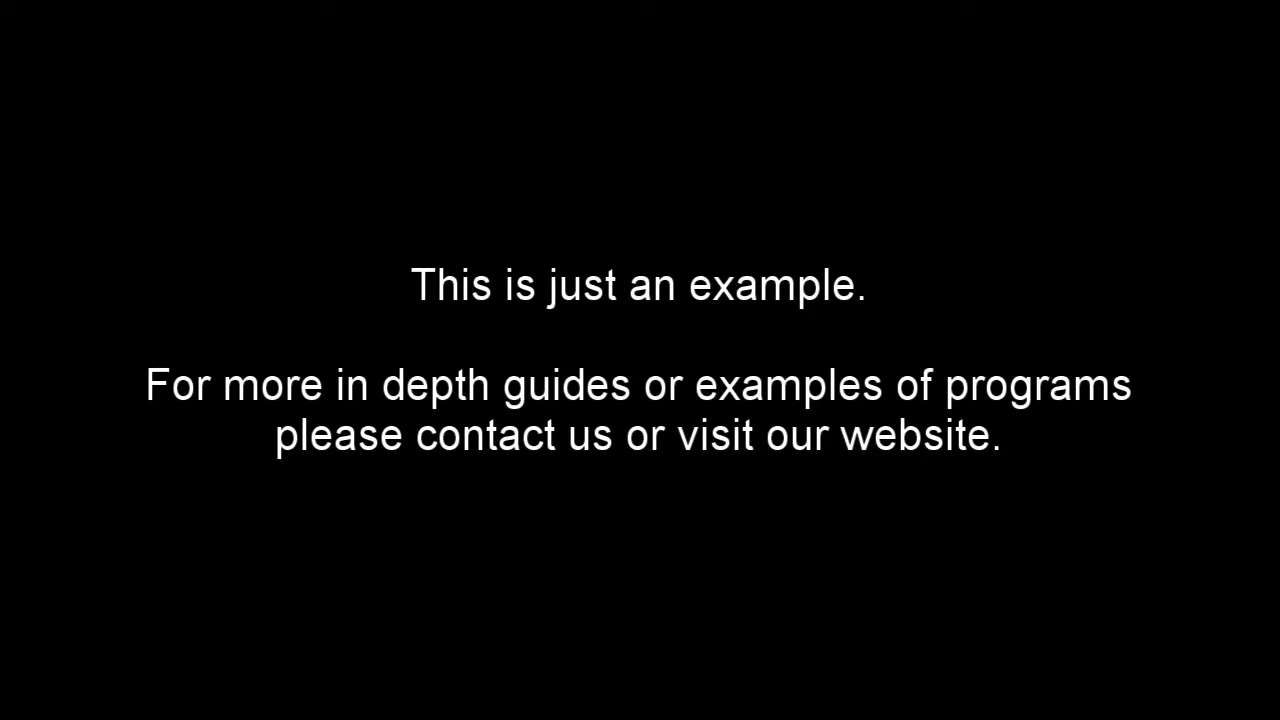 This is just an example.
For more in depth guides or examples of programs
please contact us or visit our website.